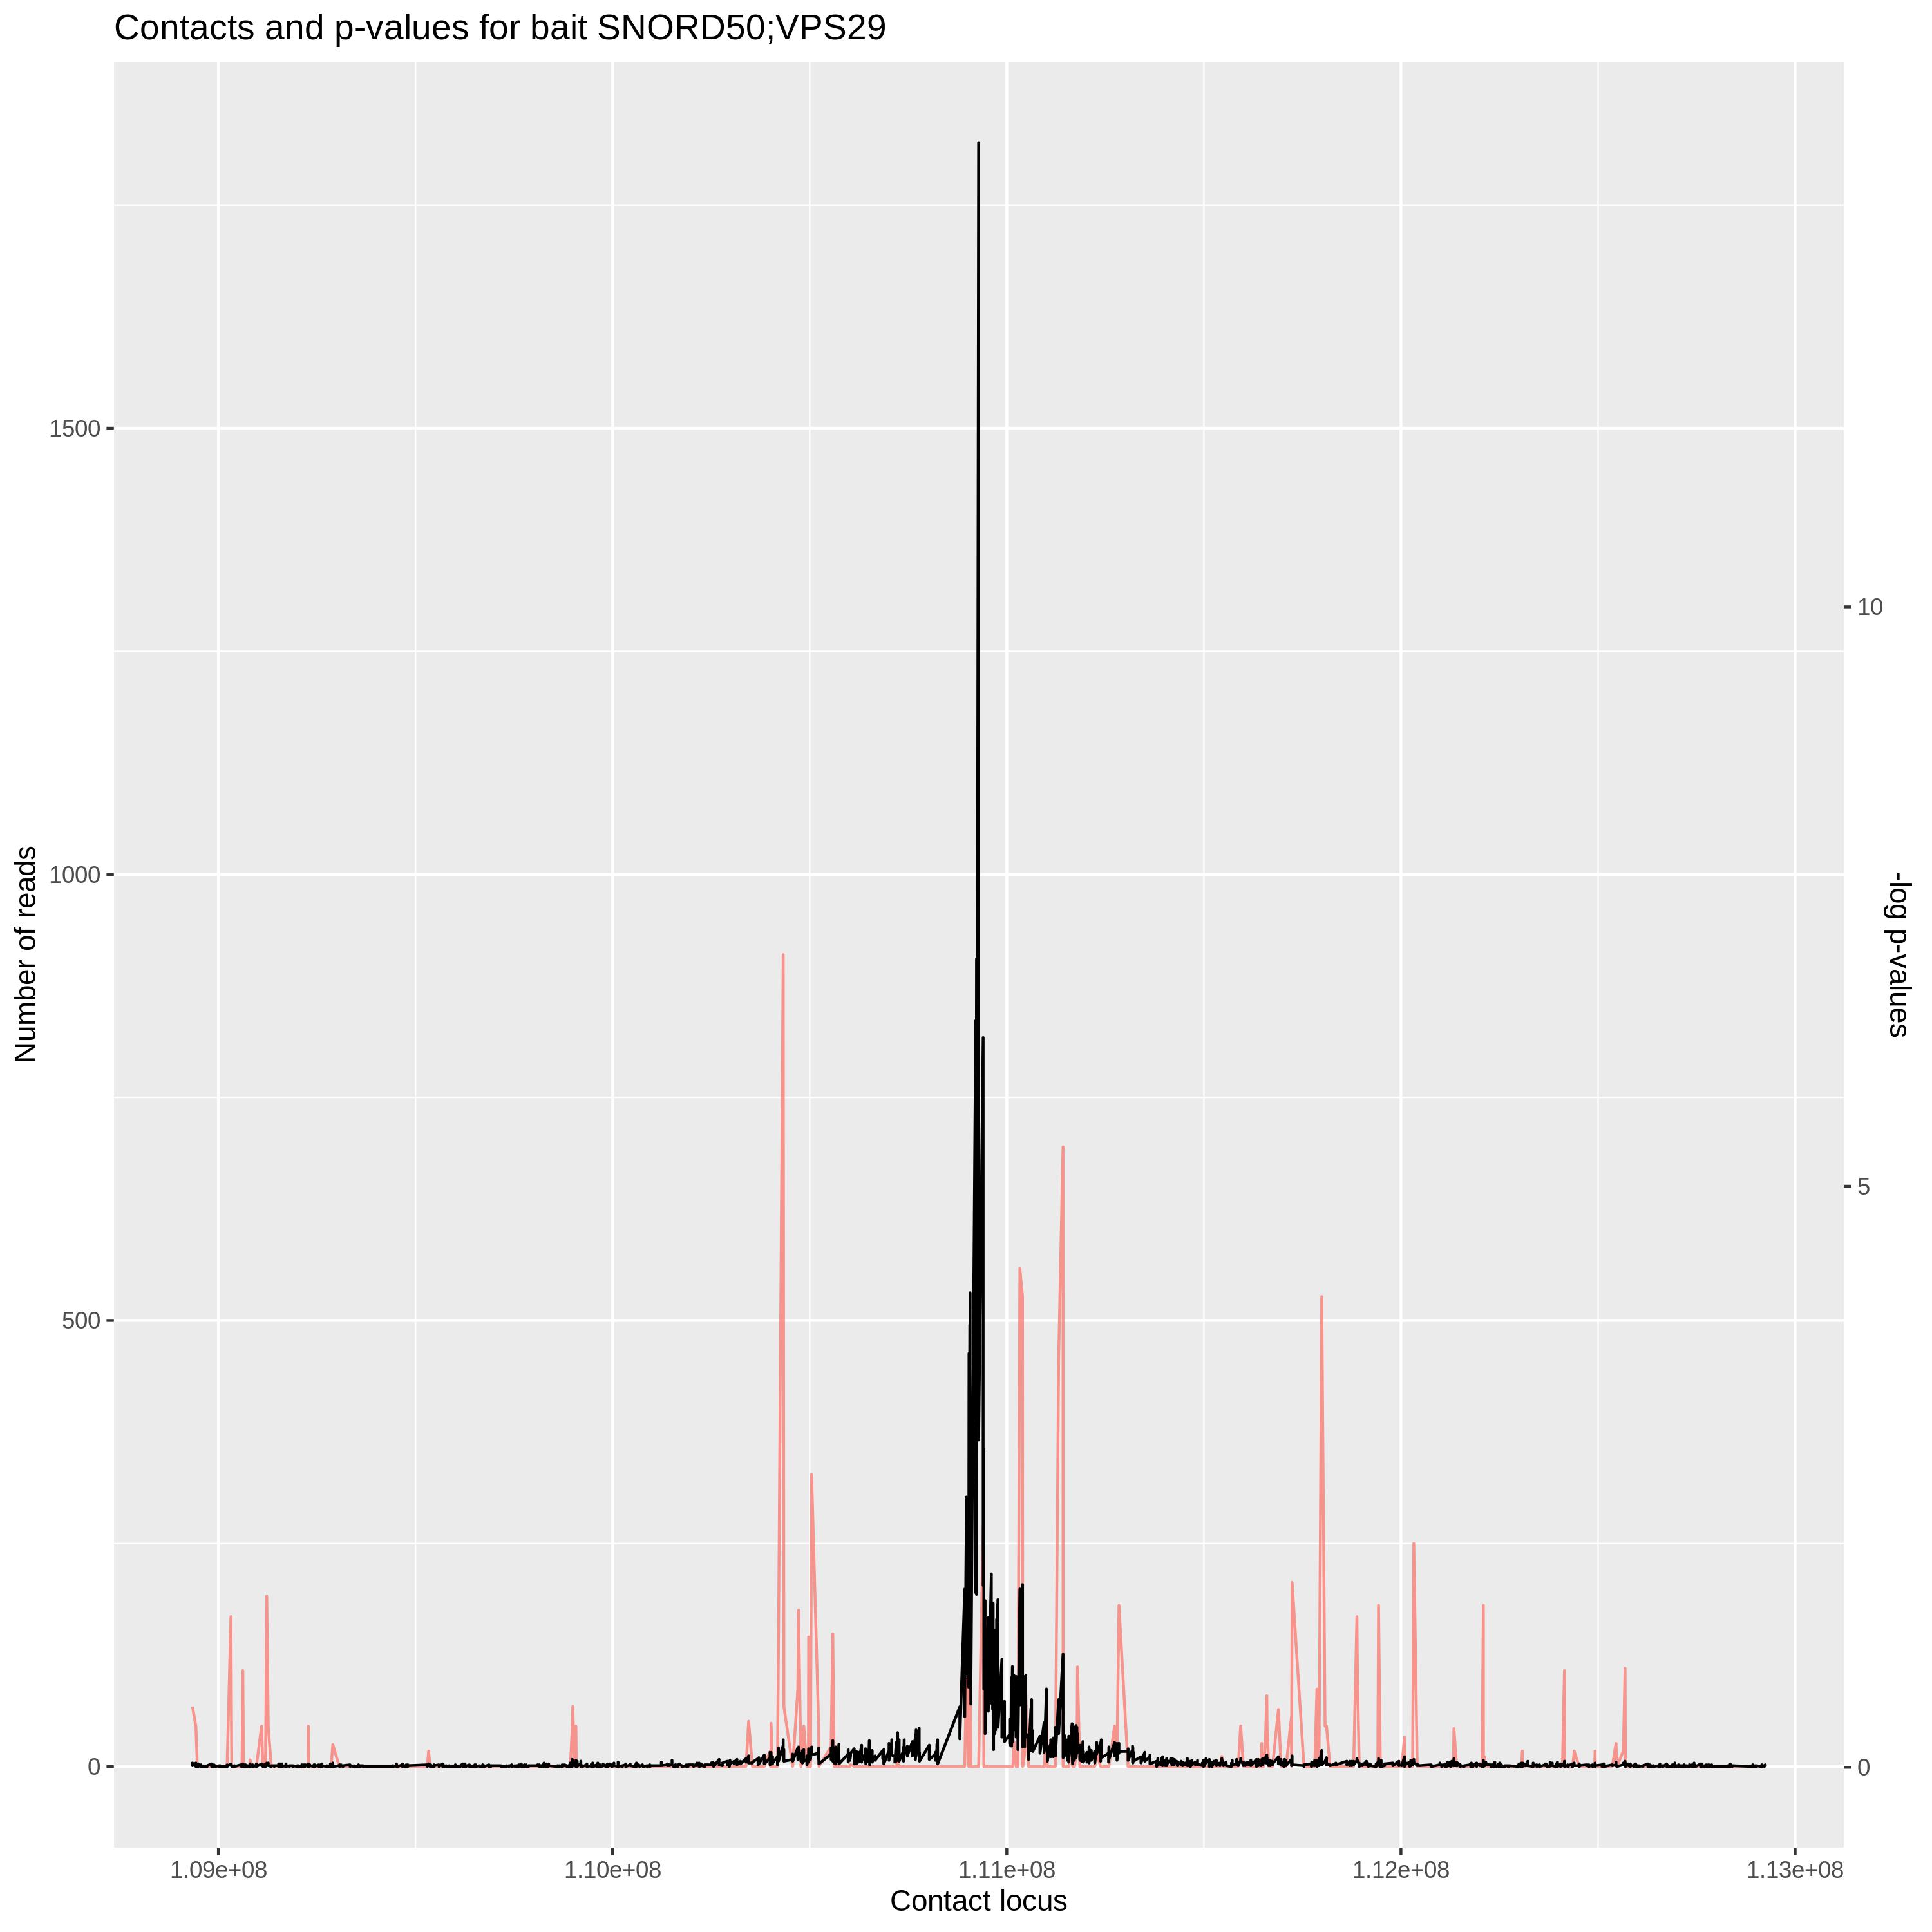 Contacts and p-values for bait SNORD50;VPS29
Number of reads
1500
1000
500
0
-log p-values
10
5
0
1.09e+08
1.10e+08
1.11e+08
1.12e+08
1.13e+08
Contact locus